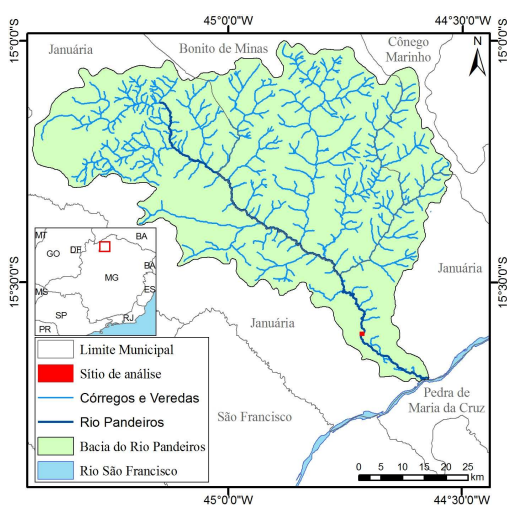 45°0'0"W
44°30'0"W
15°0'0"S
15°0'0"S
Januária
Bonito de Minas
Cônego
Marinho
N
MT
BA
GO
DF
BA
MG
MS
ES
SP
RJ
PR
15°30'0"S
15°30'0"S
Januária
Januária
Limite Municipal
Sítio de análise
Córregos e Veredas
Rio Pandeiros
Bacia do Rio Pandeiros
Rio São Francisco
São Francisco
Pedra de
Maria da Cruz
0 5 10 15 20 25
km
45°0'0"W
44°30'0"W